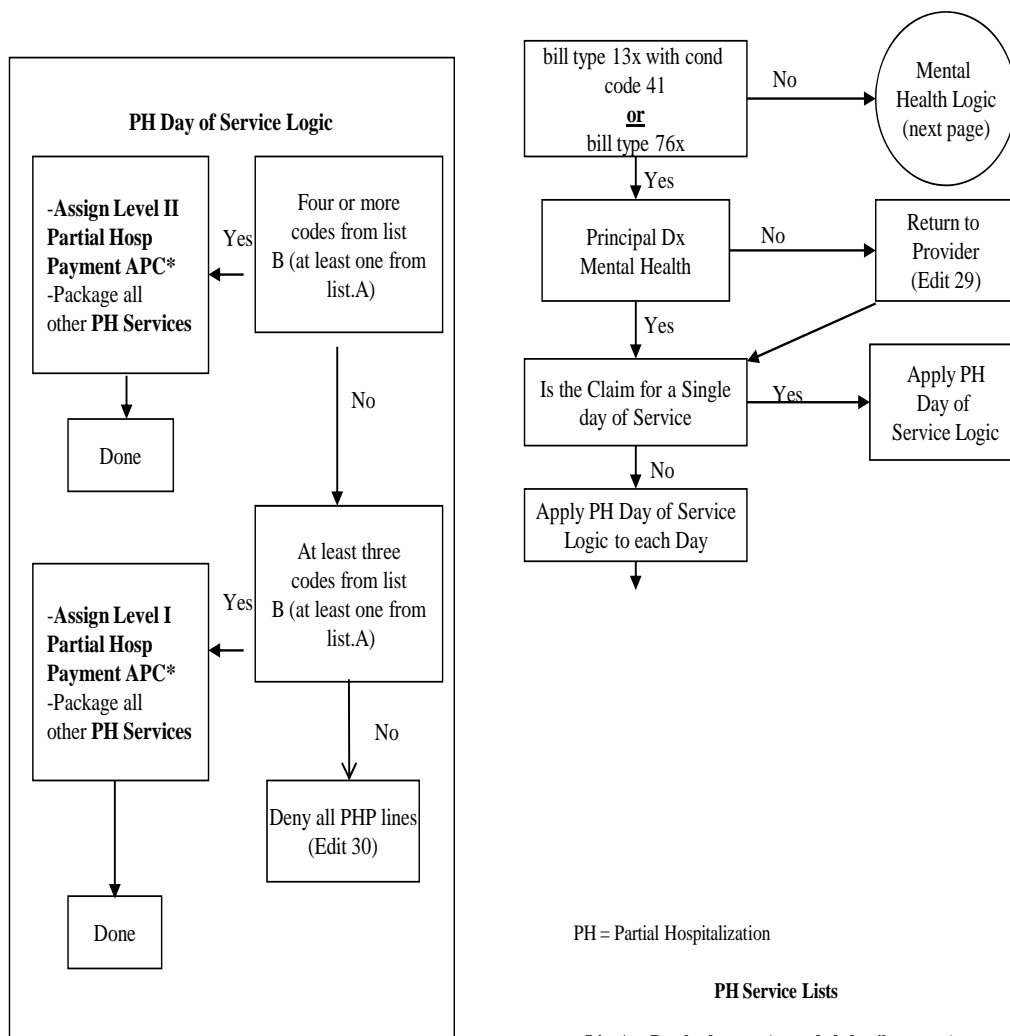 PH Day of Service Logic
-Assign Level II
Partial Hosp
Payment APC*
-Package all
other PH Services
Yes
Four or more
codes from list
B (at least one from
list.A)
Done
No
-Assign Level I
Partial Hosp
Payment APC*
-Package all
other PH Services
Yes
At least three
codes from list
B (at least one from
list.A)
No
Deny all PHP lines
(Edit 30)
Done
bill type 13x with cond
code 41
or
bill type 76x
No
Mental
Health Logic
(next page)
Yes
Principal Dx
Mental Health
No
Return to
Provider
(Edit 29)
Yes
Is the Claim for a Single
day of Service
Yes
Apply PH
Day of
Service Logic
No
Apply PH Day of Service
Logic to each Day
PH = Partial Hospitalization
PH Service Lists